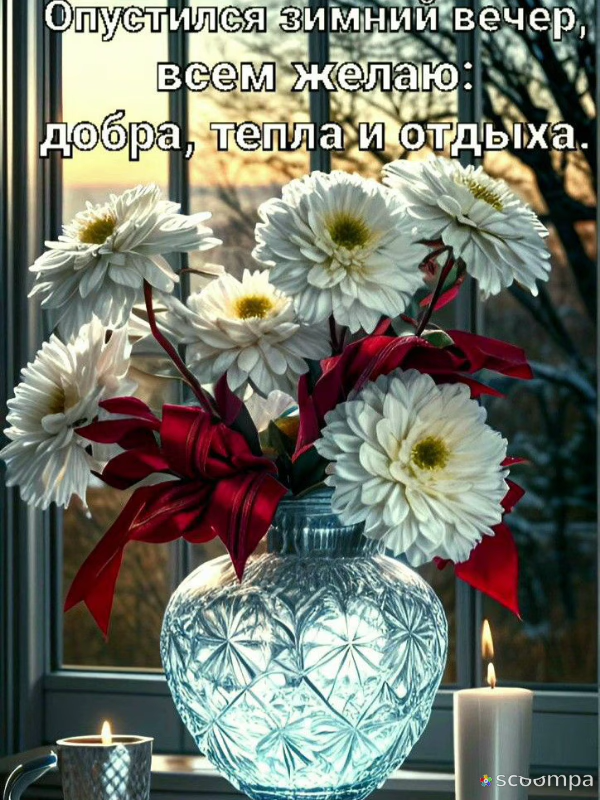 Опустился зимний вечер,
всем желаю:
добра, тепла и отдыха.
scoompa